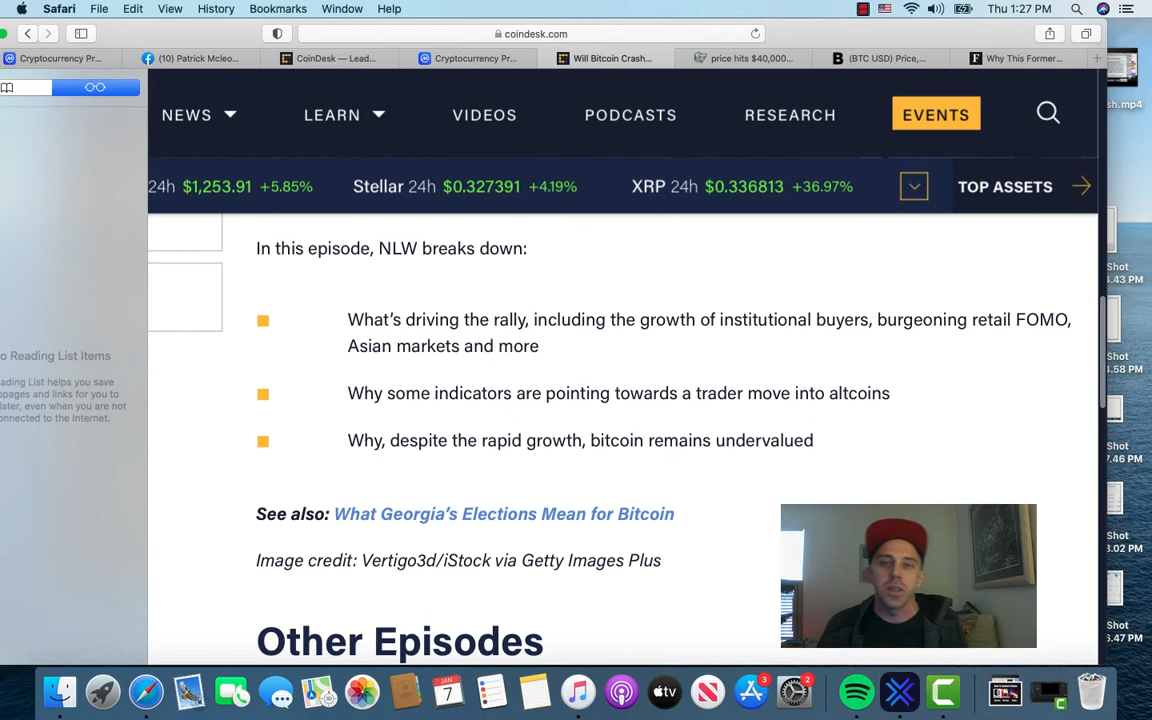 Safari File Edit View History Bookmarks Window Help Thu 1:27 PM
coindesk.com
Cryptocurrency Pr... (10) Patrick Mcleo... CoinDesk — Lead... Cryptocurrency Pr... Will Bitcoin Crash... price hits $40,000... (BTC USD) Price,... Why This Former...
NEWS LEARN VIDEOS PODCASTS RESEARCH EVENTS
24h $1,253.91 +5.85% Stellar 24h $0.327391 +4.19% XRP 24h $0.336813 +36.97% TOP ASSETS
In this episode, NLW breaks down:
What's driving the rally, including the growth of institutional buyers, burgeoning retail FOMO,
Asian markets and more
Why some indicators are pointing towards a trader move into altcoins
Why, despite the rapid growth, bitcoin remains undervalued
See also: What Georgia's Elections Mean for Bitcoin
Image credit: Vertigo3d/iStock via Getty Images Plus
Other Episodes
o Reading List Items
ading List helps you save
pages and links for you to
later, even when you are not
onnected to the Internet.
sh.mp4
Shot
4.43 PM
Shot
4.58 PM
Shot
7.46 PM
Shot
3.02 PM
Shot
6.47 PM
JAN
7
tv
3
2